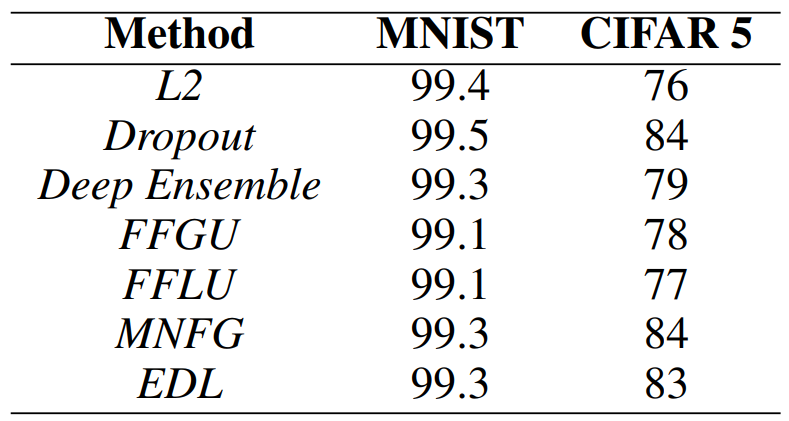 Method MNIST CIFAR 5
L2 99.4 76
Dropout 99.5 84
Deep Ensemble 99.3 79
FFGU 99.1 78
FFLU 99.1 77
MNFG 99.3 84
EDL 99.3 83